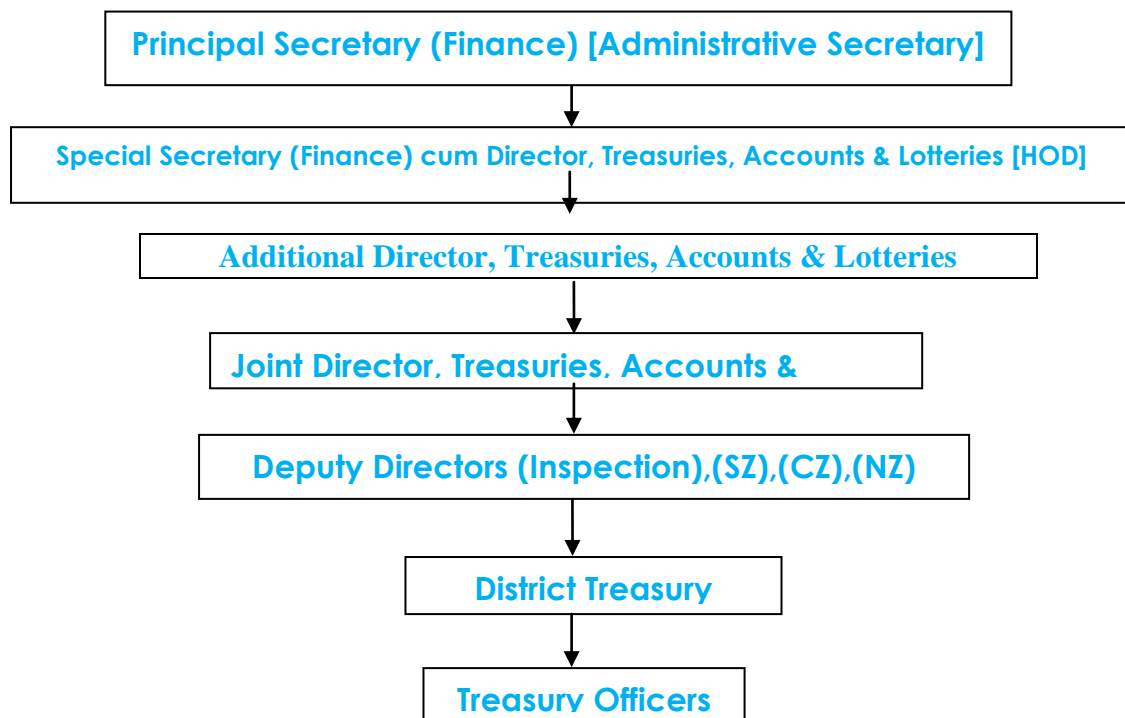 Principal Secretary (Finance) [Administrative Secretary]
Special Secretary (Finance) cum Director, Treasuries, Accounts & Lotteries [HOD]
Additional Director, Treasuries, Accounts & Lotteries
Joint Director, Treasuries, Accounts &
Deputy Directors (Inspection),(SZ),(CZ),(NZ)
District Treasury
Treasury Officers